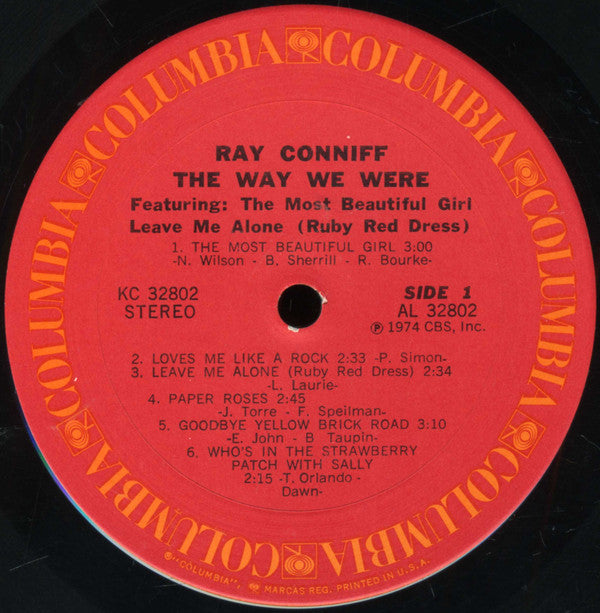 COLUMBIA COLUMBIA COLUMBIA COLUMBIA COLUMBIA COLUMBIA
RAY CONNIFF
THE WAY WE WERE
Featuring: The Most Beautiful Girl
Leave Me Alone (Ruby Red Dress)
1. THE MOST BEAUTIFUL GIRL 3:00
-N. Wilson - B. Sherrill - R. Bourke-
KC 32802
STEREO
SIDE 1
AL 32802
Ⓟ 1974 CBS, Inc.
2. LOVES ME LIKE A ROCK 2:33 -P. Simon-
3. LEAVE ME ALONE (Ruby Red Dress) 2:34
-L. Laurie-
4. PAPER ROSES 2:45
-J. Torre - F. Speilman-
5. GOODBYE YELLOW BRICK ROAD 3:10
-E. John - B Taupin-
6. WHO'S IN THE STRAWBERRY
PATCH WITH SALLY
2:15 -T. Orlando -
Dawn-
©"COLUMBIA", MARCAS REG. PRINTED IN U.S.A.